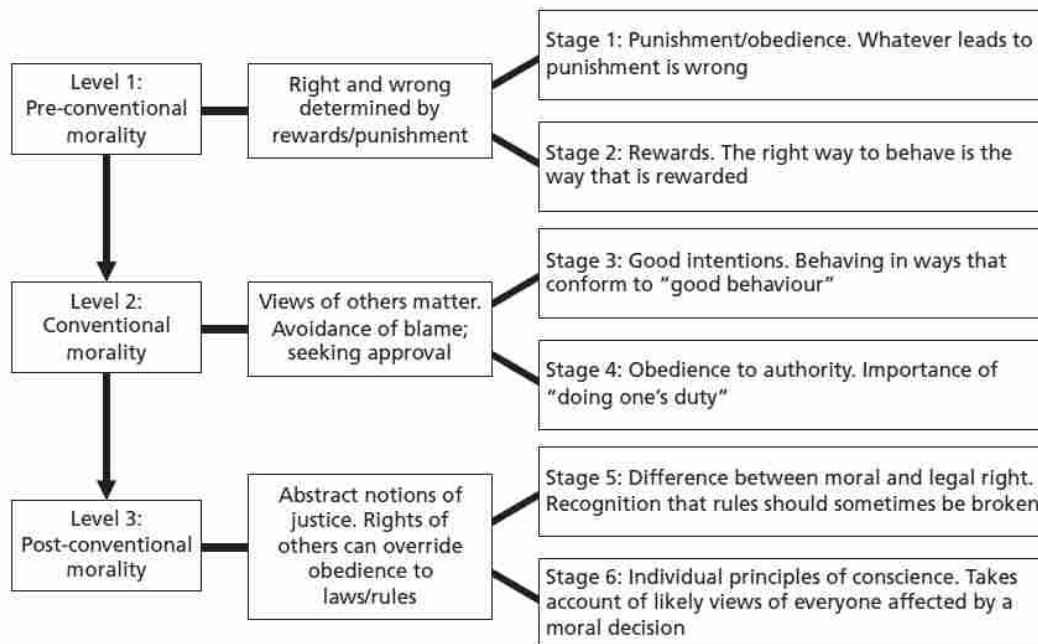 Level 1:
Pre-conventional
morality
Right and wrong
determined by
rewards/punishment
Stage 1: Punishment/obedience. Whatever leads to
punishment is wrong
Stage 2: Rewards. The right way to behave is the
way that is rewarded
Level 2:
Conventional
morality
Views of others matter.
Avoidance of blame;
seeking approval
Stage 3: Good intentions. Behaving in ways that
conform to “good behaviour”
Stage 4: Obedience to authority. Importance of
“doing one’s duty”
Level 3:
Post-conventional
morality
Abstract notions of
justice. Rights of
others can override
obedience to
laws/rules
Stage 5: Difference between moral and legal right.
Recognition that rules should sometimes be broken
Stage 6: Individual principles of conscience. Takes
account of likely views of everyone affected by a
moral decision